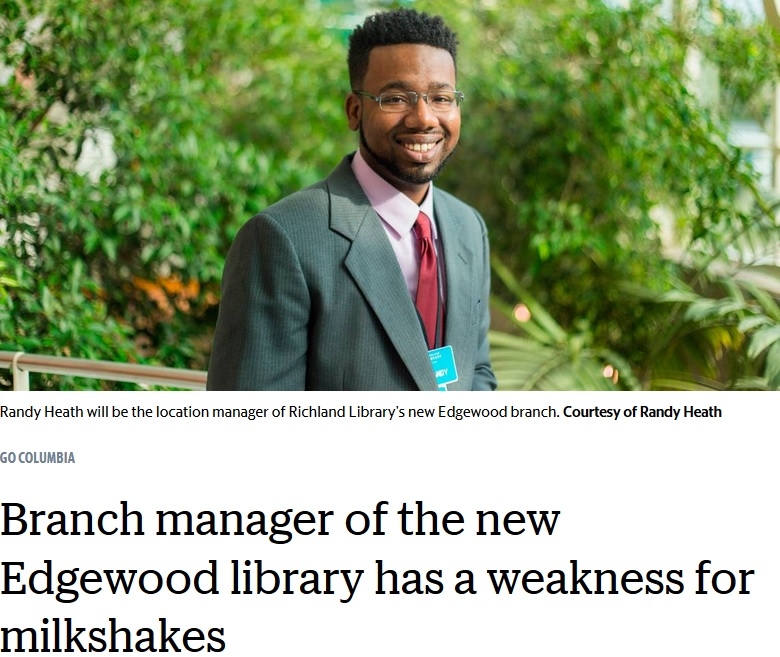 Randy Heath will be the location manager of Richland Library's new Edgewood branch. Courtesy of Randy Heath
GO COLUMBIA
Branch manager of the new
Edgewood library has a weakness for
milkshakes